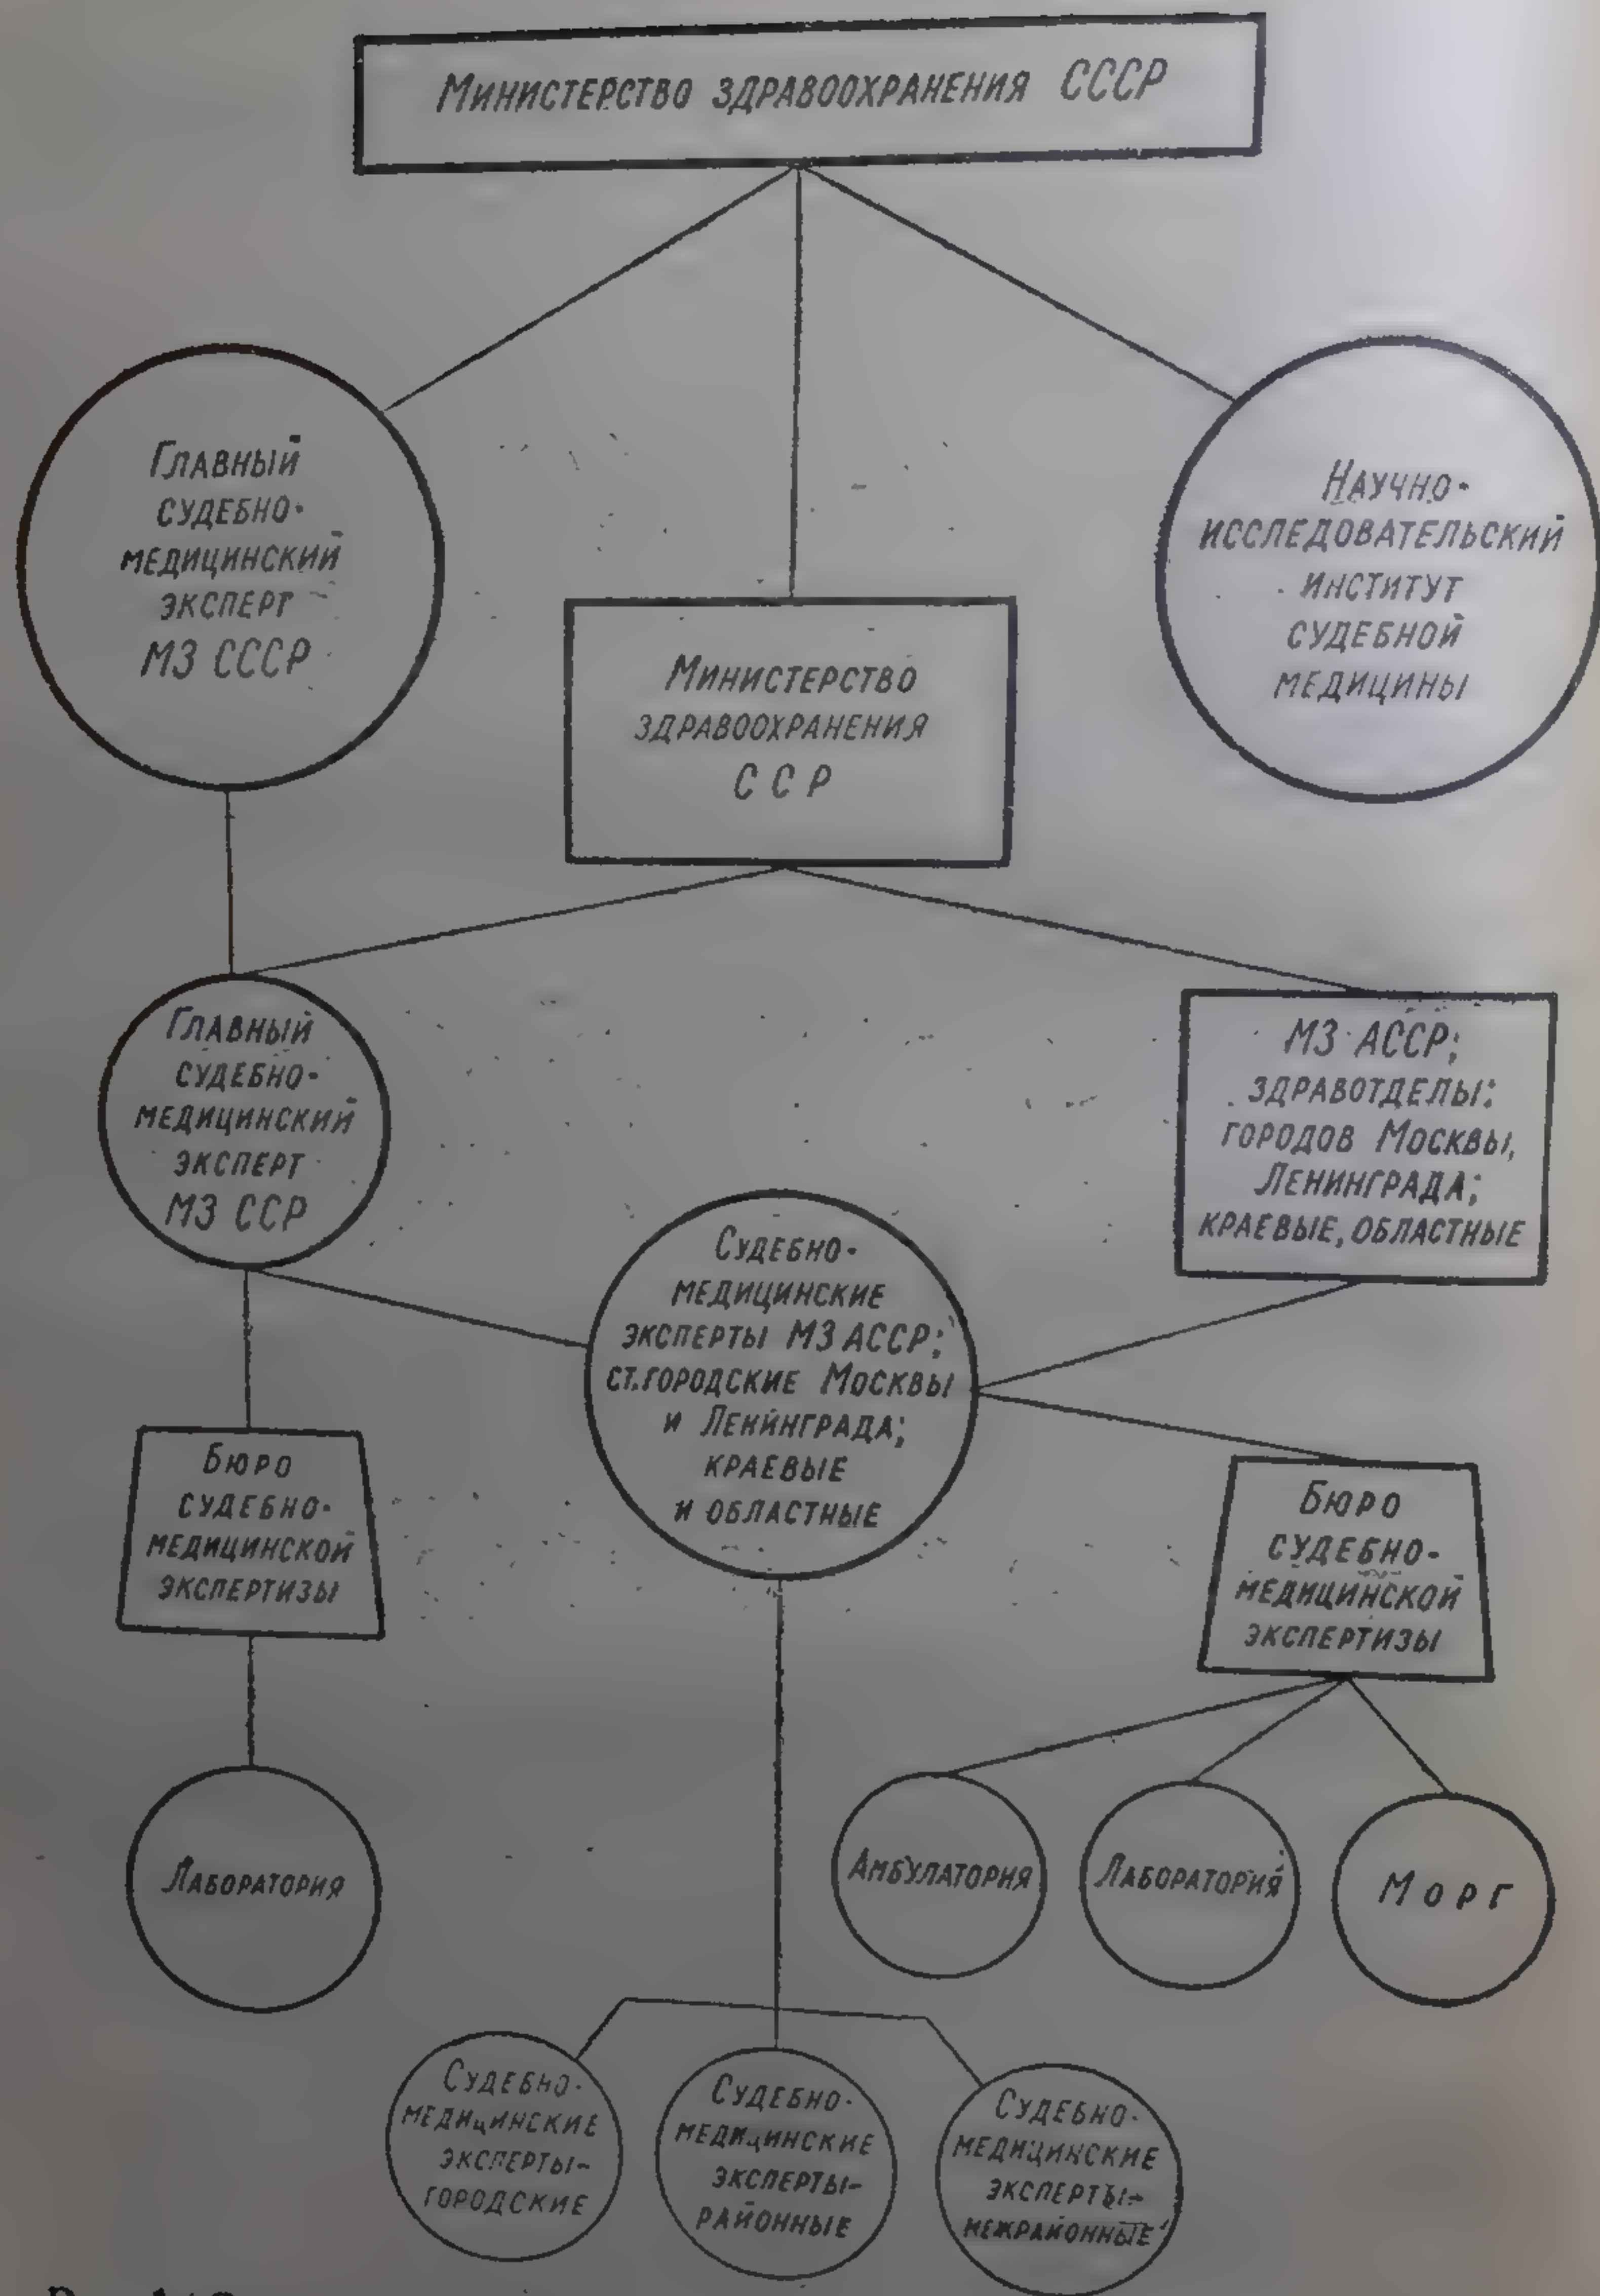 Министерство здравоохранения СССР
Главный
судебно-
медицинский
эксперт
МЗ СССР
Научно-
исследовательский
институт
судебной
медицины
Министерство
здравоохранения
ССР
Главный
судебно-
медицинский
эксперт
МЗ ССР
МЗ АССР;
здравотделы:
городов Москвы,
Ленинграда;
краевые, областные
Судебно-
медицинские
эксперты МЗ АССР;
ст. городские Москвы
и Ленинграда;
краевые
и областные
Бюро
судебно-
медицинской
экспертизы
Бюро
судебно-
медицинской
экспертизы
Лаборатория
Амбулатория
Лаборатория
Морг
Судебно-
медицинские
эксперты-
городские
Судебно-
медицинские
эксперты-
районные
Судебно-
медицинские
эксперты-
межрайонные